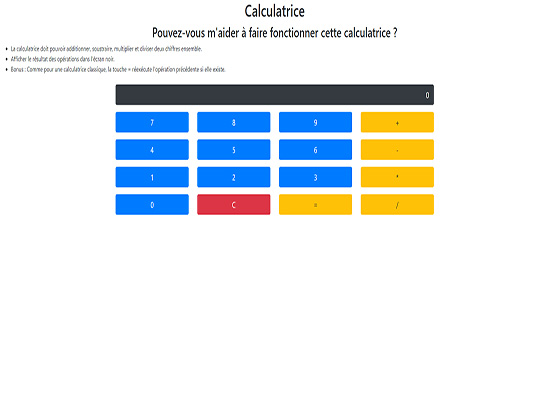 Calculatrice
Pouvez-vous m'aider à faire fonctionner cette calculatrice ?
La calculatrice doit pouvoir additionner, soustraire, multiplier et diviser deux chiffres ensemble.
Afficher le résultat des opérations dans l'écran noir.
Bonus : Comme pour une calculatrice classique, la touche = réexécute l'opération précédente si elle existe.
0
7 8 9 +
4 5 6 -
1 2 3 *
0 C = /